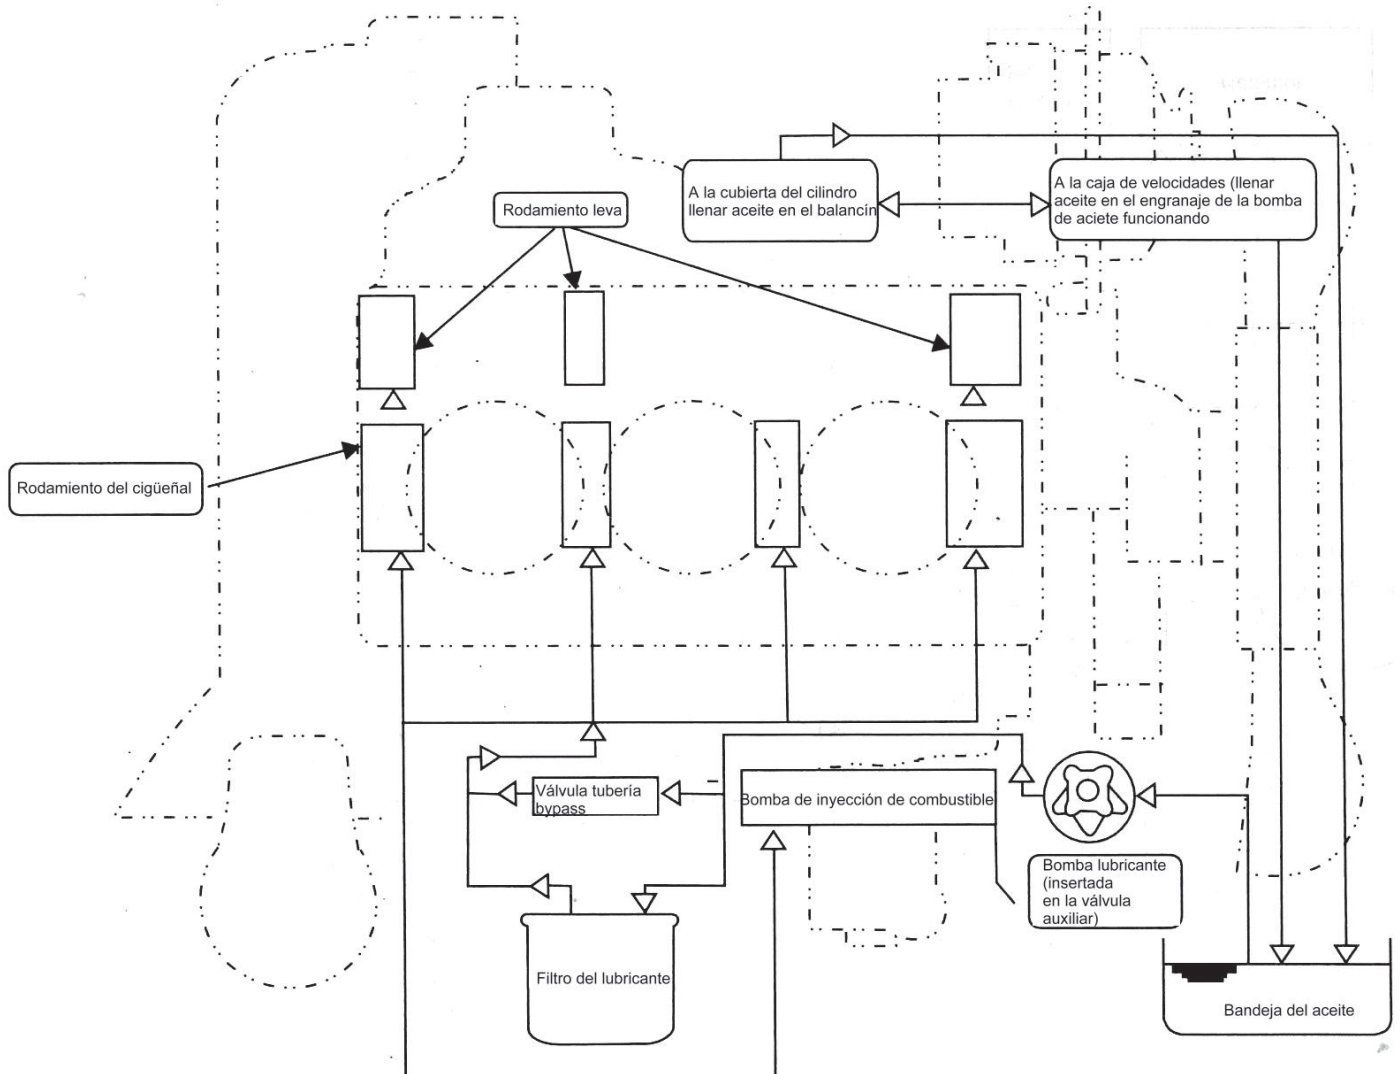 A la cubierta del cilindro
llenar aceite en el balancín
A la caja de velocidades (llenar
aceite en el engranaje de la bomba
de aciete funcionando
Rodamiento leva
Rodamiento del cigüeñal
Válvula tubería
bypass
Bomba de inyección de combustible
Bomba lubricante
(insertada
en la válvula
auxiliar)
Filtro del lubricante
Bandeja del aceite